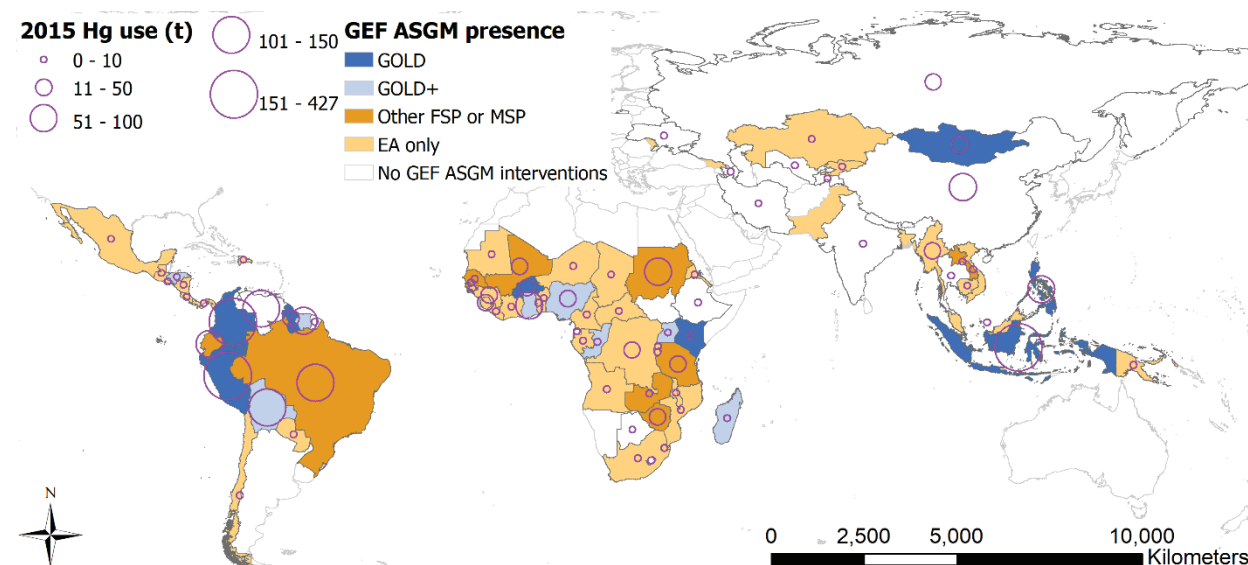 2015 Hg use (t)
0 - 10
11 - 50
51 - 100
101 - 150
151 - 427
GEF ASGM presence
GOLD
GOLD+
Other FSP or MSP
EA only
No GEF ASGM interventions
N
0 2,500 5,000 10,000
Kilometers